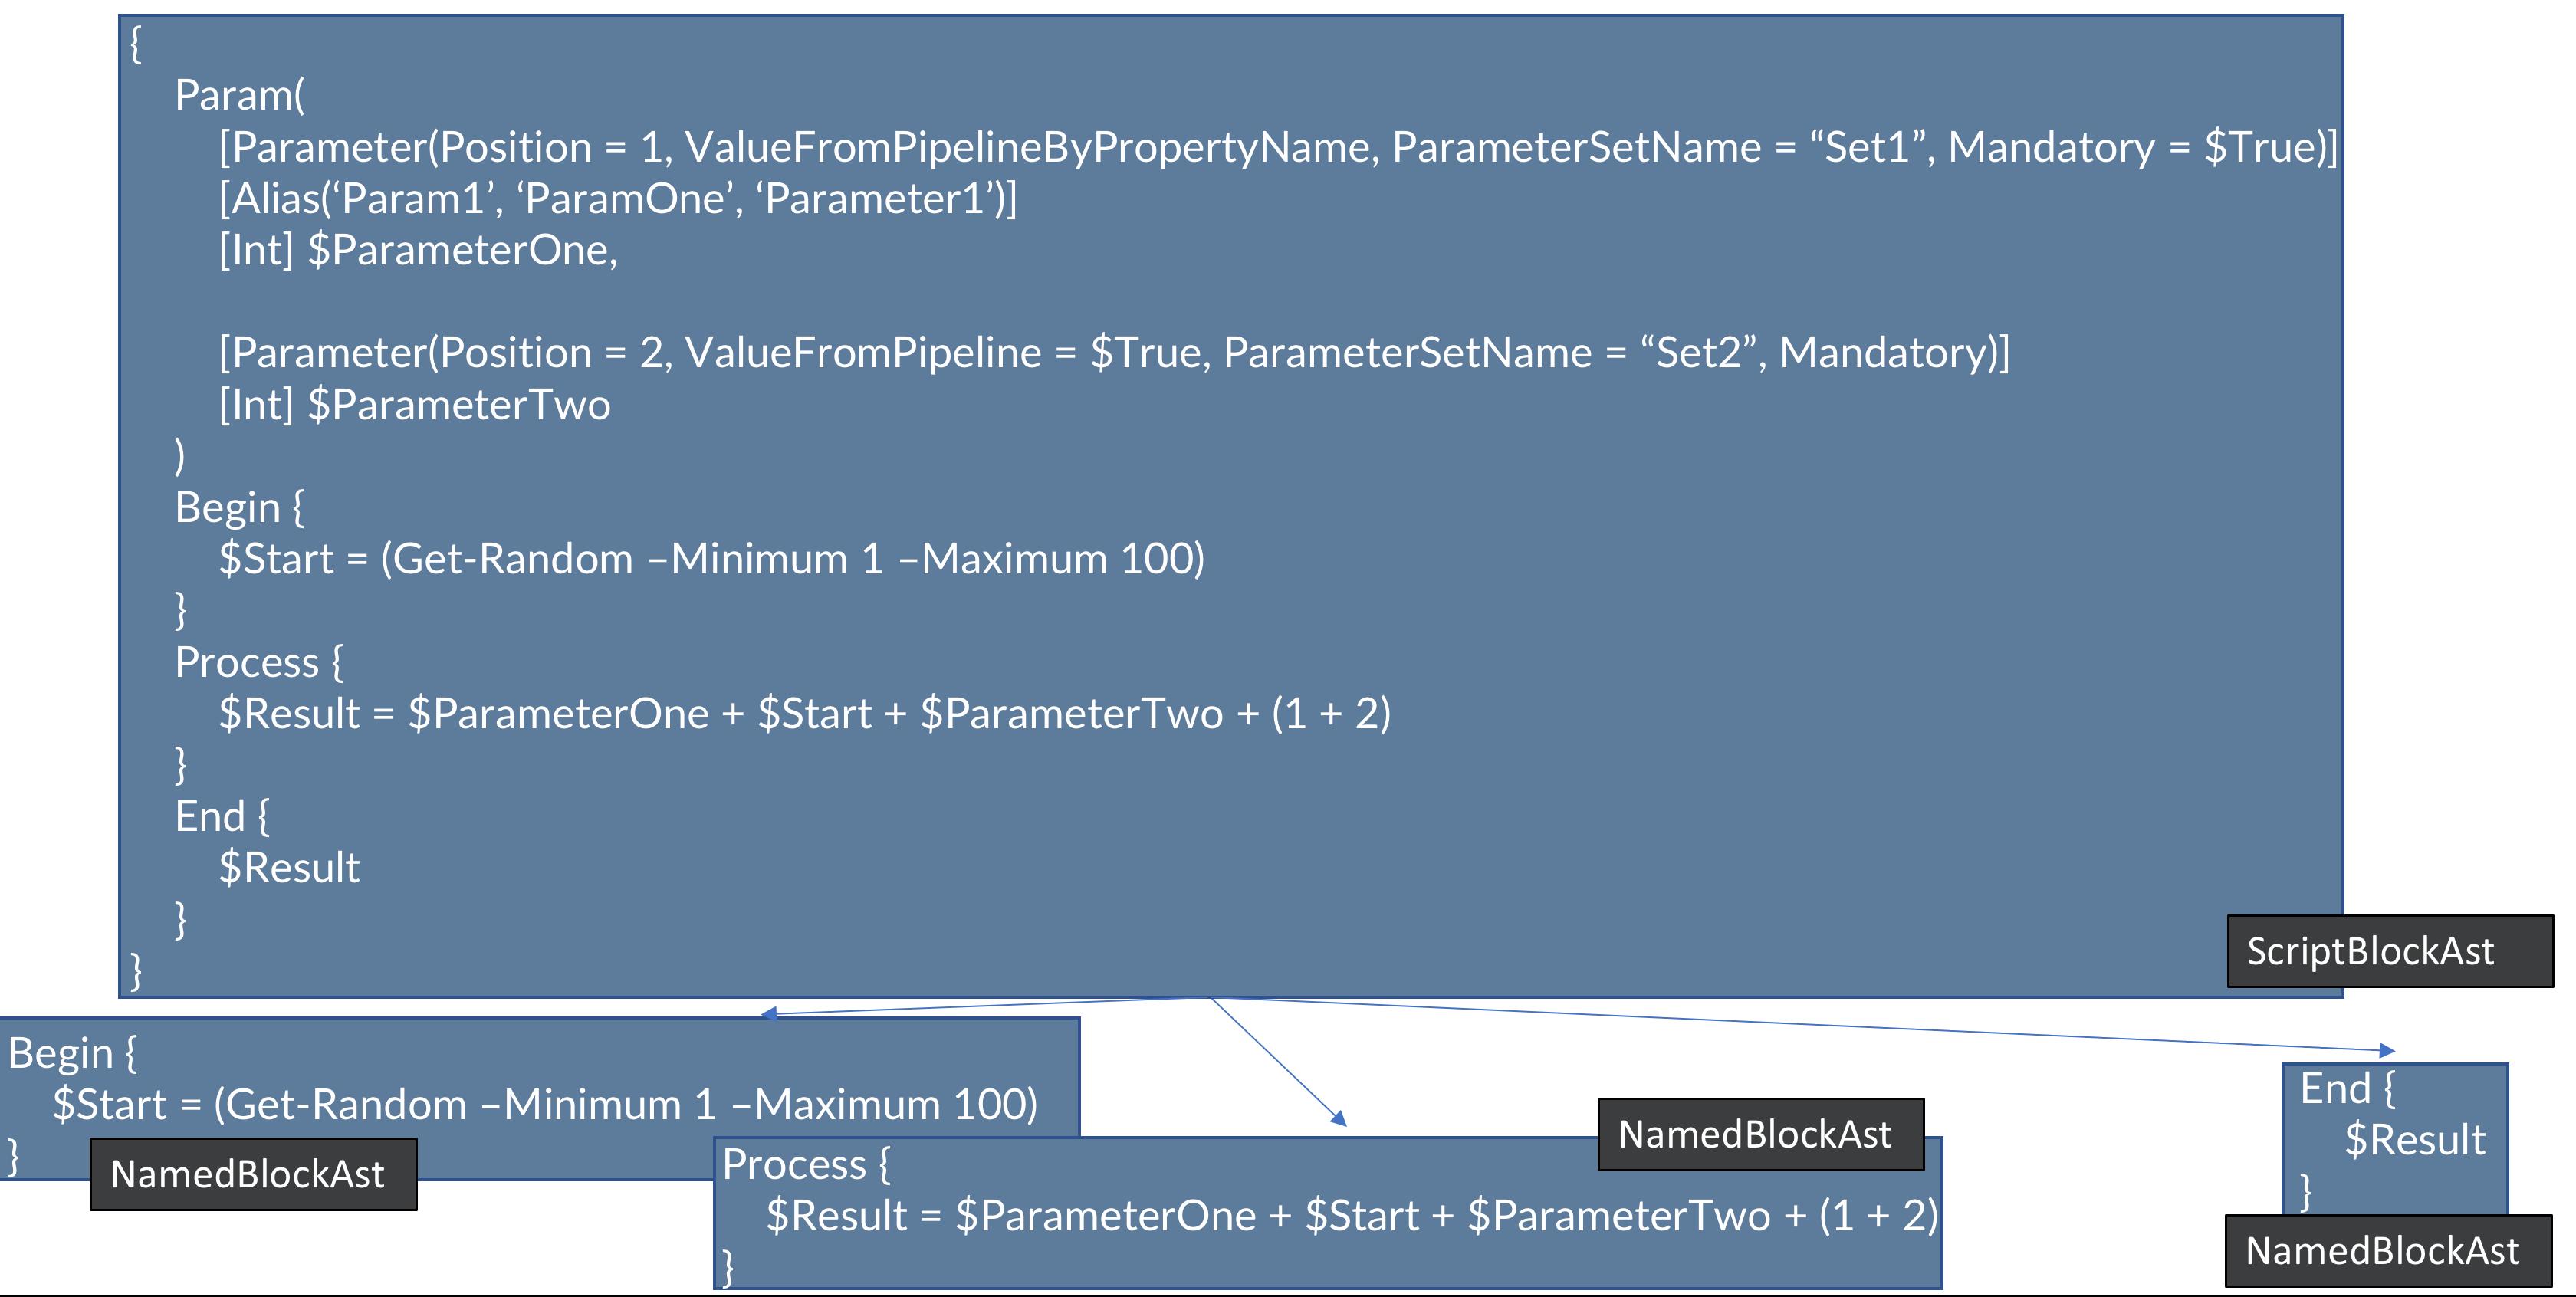 {
Param(
[Parameter(Position = 1, ValueFromPipelineByPropertyName, ParameterSetName = “Set1”, Mandatory = $True)]
[Alias(‘Param1’, ‘ParamOne’, ‘Parameter1’)]
[Int] $ParameterOne,
[Parameter(Position = 2, ValueFromPipeline = $True, ParameterSetName = “Set2”, Mandatory)]
[Int] $ParameterTwo
)
Begin {
$Start = (Get-Random –Minimum 1 –Maximum 100)
}
Process {
$Result = $ParameterOne + $Start + $ParameterTwo + (1 + 2)
}
End {
$Result
}
}
ScriptBlockAst
Begin {
$Start = (Get-Random –Minimum 1 –Maximum 100)
}
NamedBlockAst
Process {
$Result = $ParameterOne + $Start + $ParameterTwo + (1 + 2)
}
NamedBlockAst
End {
$Result
}
NamedBlockAst